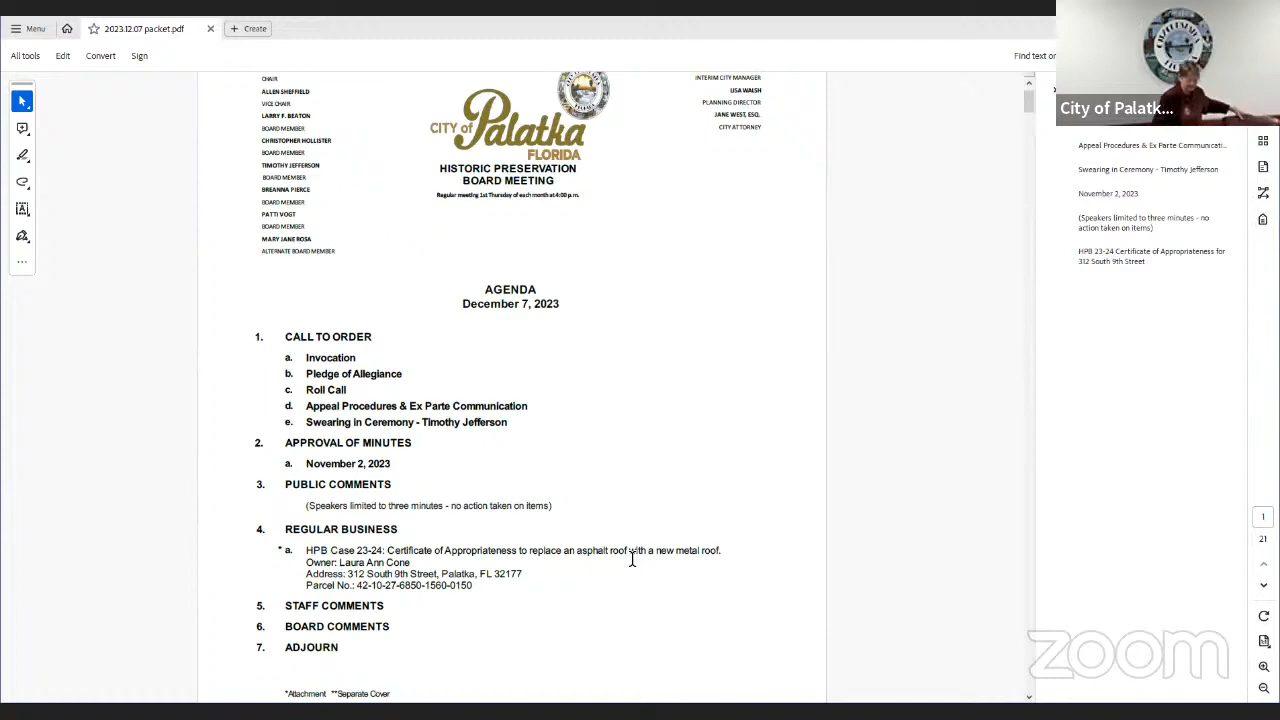 Menu
2023.12.07 packet.pdf
Create
All tools
Edit
Convert
Sign
Find text or
CHAIR
ALLEN SHEFFIELD
VICE CHAIR
LARRY F. BEATON
BOARD MEMBER
CHRISTOPHER HOLLISTER
BOARD MEMBER
TIMOTHY JEFFERSON
BOARD MEMBER
BREANNA PIERCE
BOARD MEMBER
PATTI VOGT
BOARD MEMBER
MARY JANE ROSA
ALTERNATE BOARD MEMBER
CITY of Palatka
FLORIDA
HISTORIC PRESERVATION
BOARD MEETING
Regular meeting 1st Thursday of each month at 4:00 p.m.
INTERIM CITY MANAGER
LISA WALSH
PLANNING DIRECTOR
JANE WEST, ESQ.
CITY ATTORNEY
AGENDA
December 7, 2023
1. CALL TO ORDER
a. Invocation
b. Pledge of Allegiance
c. Roll Call
d. Appeal Procedures & Ex Parte Communication
e. Swearing in Ceremony - Timothy Jefferson
2. APPROVAL OF MINUTES
a. November 2, 2023
3. PUBLIC COMMENTS
(Speakers limited to three minutes - no action taken on items)
4. REGULAR BUSINESS
* a. HPB Case 23-24: Certificate of Appropriateness to replace an asphalt roof with a new metal roof.
Owner: Laura Ann Cone
Address: 312 South 9th Street, Palatka, FL 32177
Parcel No.: 42-10-27-6850-1560-0150
5. STAFF COMMENTS
6. BOARD COMMENTS
7. ADJOURN
*Attachment **Separate Cover
City of Palatk...
Appeal Procedures & Ex Parte Communicati...
Swearing in Ceremony - Timothy Jefferson
November 2, 2023
(Speakers limited to three minutes - no
action taken on items)
HPB 23-24 Certificate of Appropriateness for
312 South 9th Street
1
21
zoom